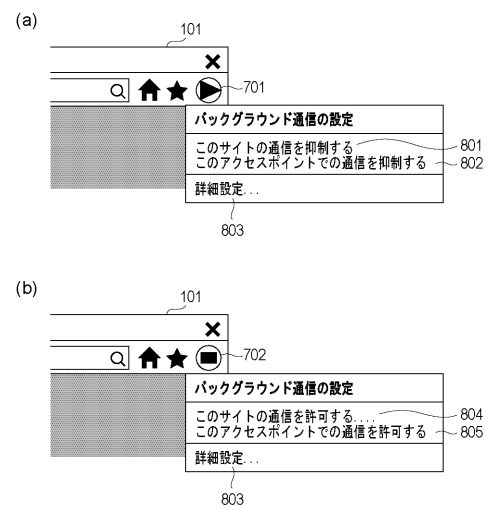 (a)
101
701
バックグラウンド通信の設定
このサイトの通信を抑制する 801
このアクセスポイントでの通信を抑制する 802
詳細設定...
803
(b)
101
702
バックグラウンド通信の設定
このサイトの通信を許可する.... 804
このアクセスポイントでの通信を許可する 805
詳細設定...
803